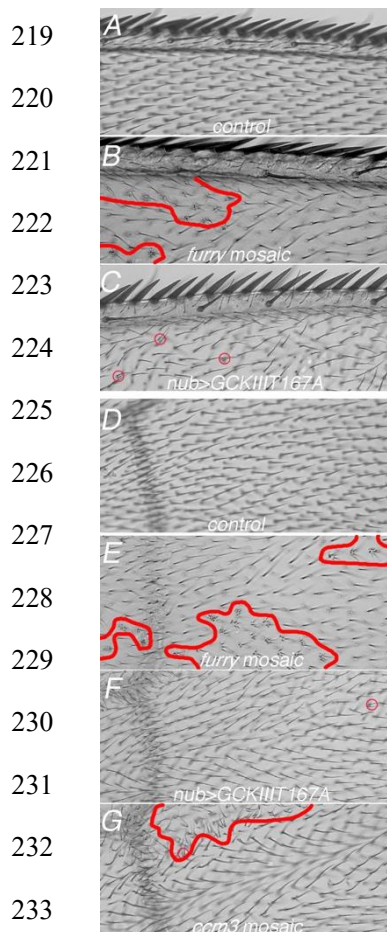 219
A
220
control
221
B
222
furry mosaic
223
C
224
nub>GCKIIIT167A
225
D
226
control
227
E
228
furry mosaic
229
F
230
nub>GCKIIIT167A
231
G
232
ccm3 mosaic
233